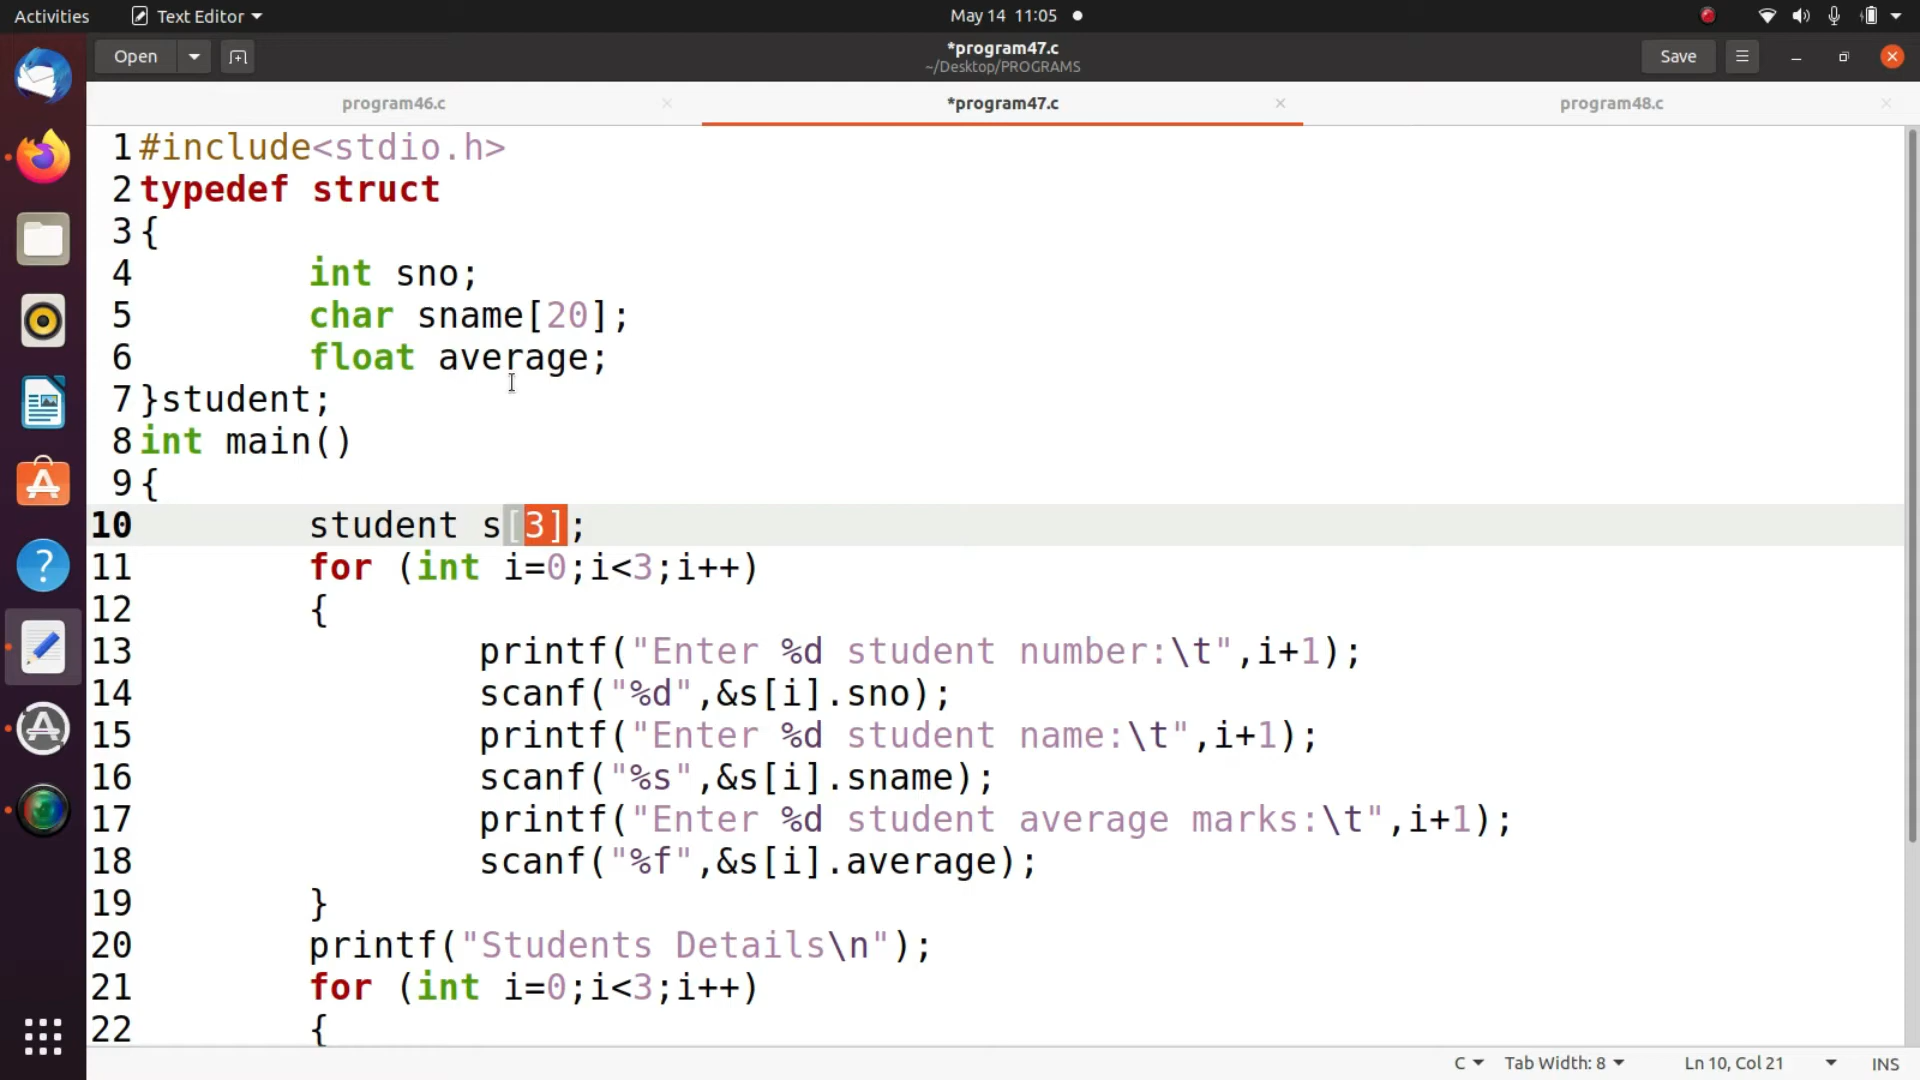 Activities Text Editor May 14 11:05
Open *program47.c Save
~/Desktop/PROGRAMS
program46.c *program47.c program48.c
1 #include<stdio.h>
2 typedef struct
3 {
4 int sno;
5 char sname[20];
6 float average;
7 }student;
8 int main()
9 {
10 student s[3];
11 for (int i=0;i<3;i++)
12 {
13 printf("Enter %d student number:\t",i+1);
14 scanf("%d",&s[i].sno);
15 printf("Enter %d student name:\t",i+1);
16 scanf("%s",&s[i].sname);
17 printf("Enter %d student average marks:\t",i+1);
18 scanf("%f",&s[i].average);
19 }
20 printf("Students Details\n");
21 for (int i=0;i<3;i++)
22 {
C Tab Width: 8 Ln 10, Col 21 INS